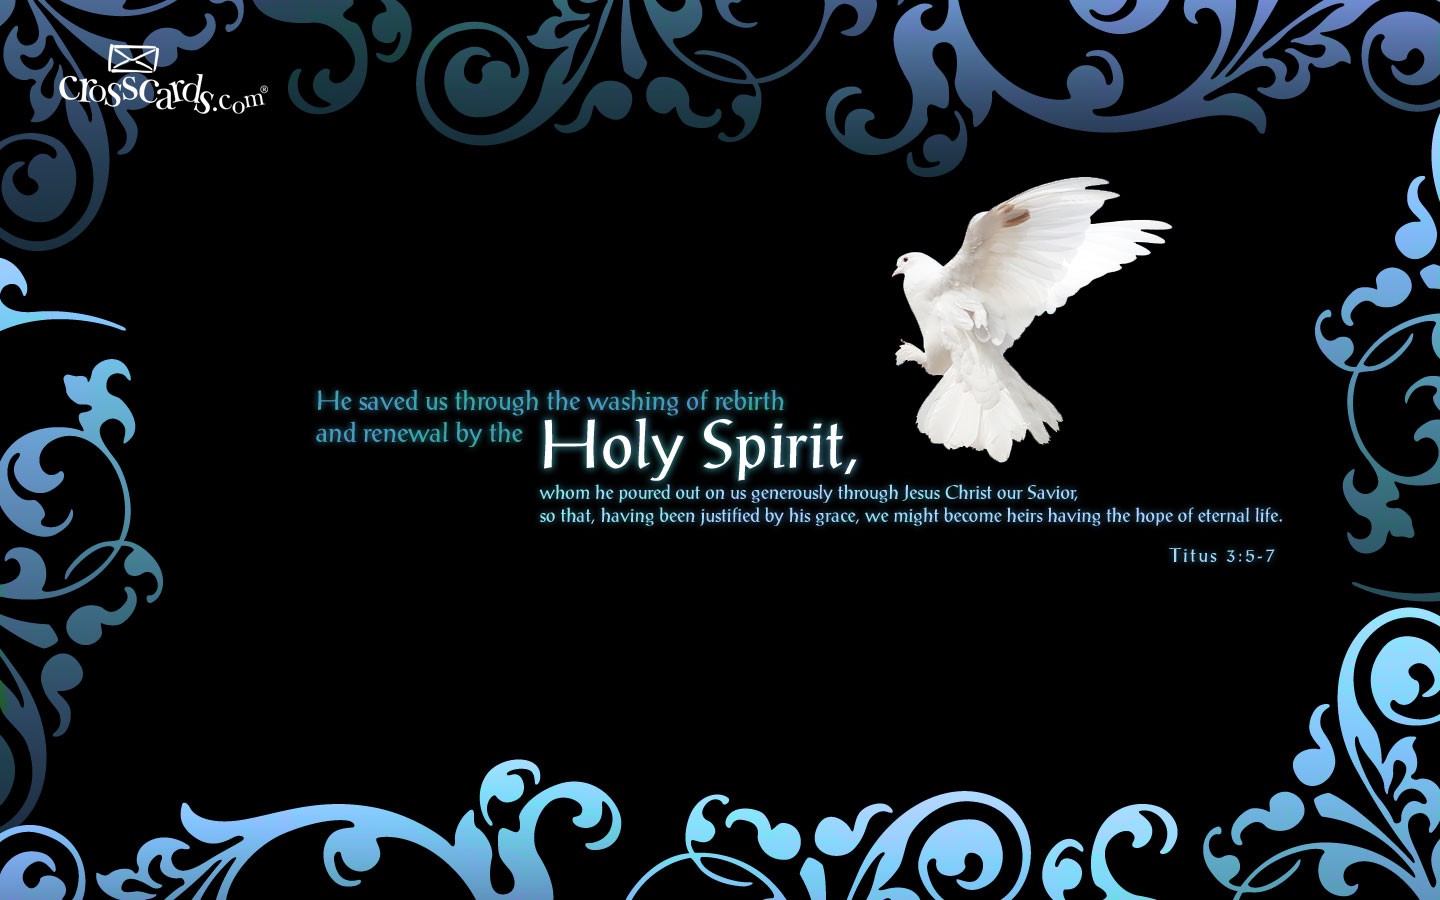 crosscards.com®
He saved us through the washing of rebirth
and renewal by the Holy Spirit,
whom he poured out on us generously through Jesus Christ our Savior,
so that, having been justified by his grace, we might become heirs having the hope of eternal life.
Titus 3:5-7